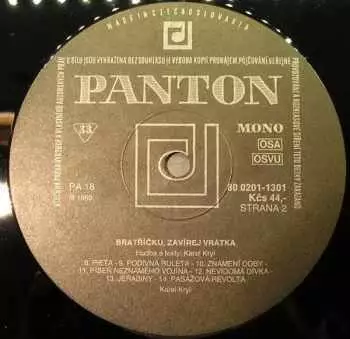 MADE IN CZECHOSLOVAKIA
PANTON
33
MONO
OSA
OSVU
PA 18
80 0201-1301
Kčs 44,-
STRANA 2
BRATŘÍČKU, ZAVÍREJ VRÁTKA
Hudba a texty: Karel Kryl
8. PIETA - 9. PODIVNÁ RULETA - 10. ZNAMENÍ DOBY -
11. PÍSEŇ NEZNÁMÉHO VOJÍNA - 12. NEVIDOMÁ DÍVKA -
13. JEŘABINY - 14. PASÁŽOVÁ REVOLTA
Karel Kryl